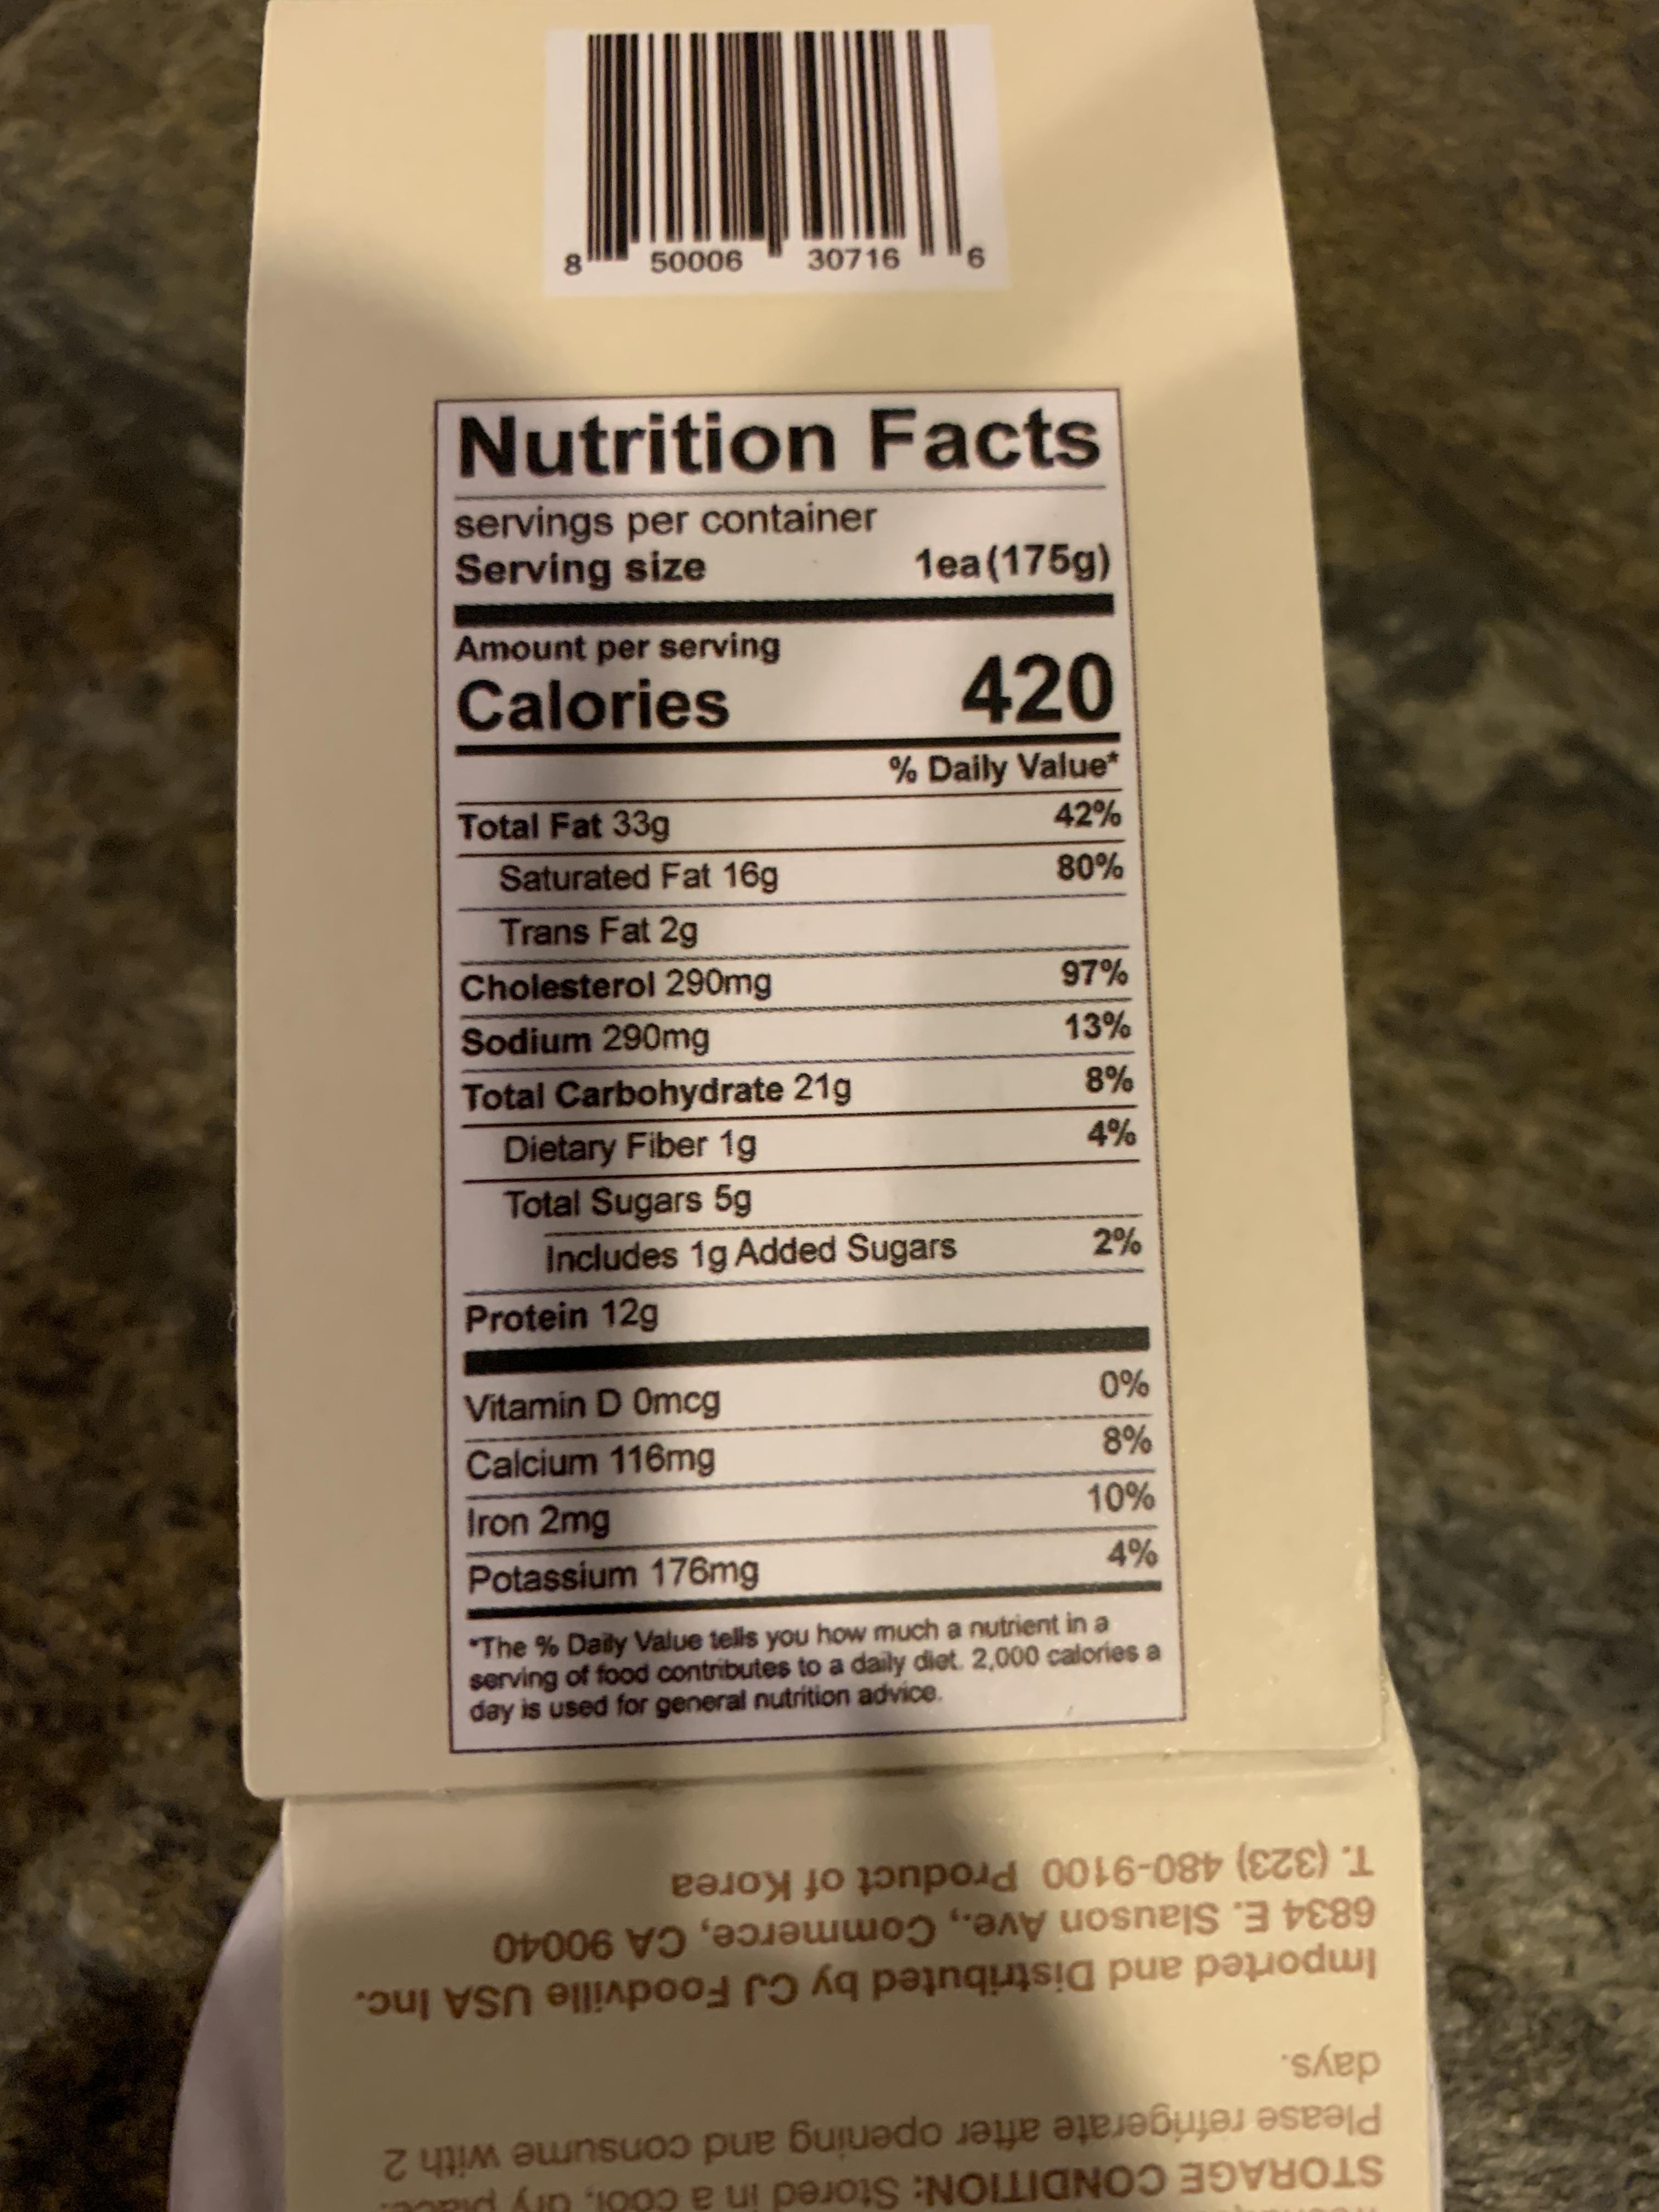 8 50006 30716 6
Nutrition Facts
servings per container
Serving size 1ea(175g)
Amount per serving
Calories 420
% Daily Value*
Total Fat 33g 42%
Saturated Fat 16g 80%
Trans Fat 2g
Cholesterol 290mg 97%
Sodium 290mg 13%
Total Carbohydrate 21g 8%
Dietary Fiber 1g 4%
Total Sugars 5g
Includes 1g Added Sugars 2%
Protein 12g
Vitamin D 0mcg 0%
Calcium 116mg 8%
Iron 2mg 10%
Potassium 176mg 4%
*The % Daily Value tells you how much a nutrient in a
serving of food contributes to a daily diet. 2,000 calories a
day is used for general nutrition advice.
STORAGE CONDITION: Stored in a cool, dry place.
Please refrigerate after opening and consume with 2
days.
Imported and Distributed by CJ Foodville USA Inc.
6834 E. Slauson Ave., Commerce, CA 90040
T. (323) 480-9100 Product of Korea